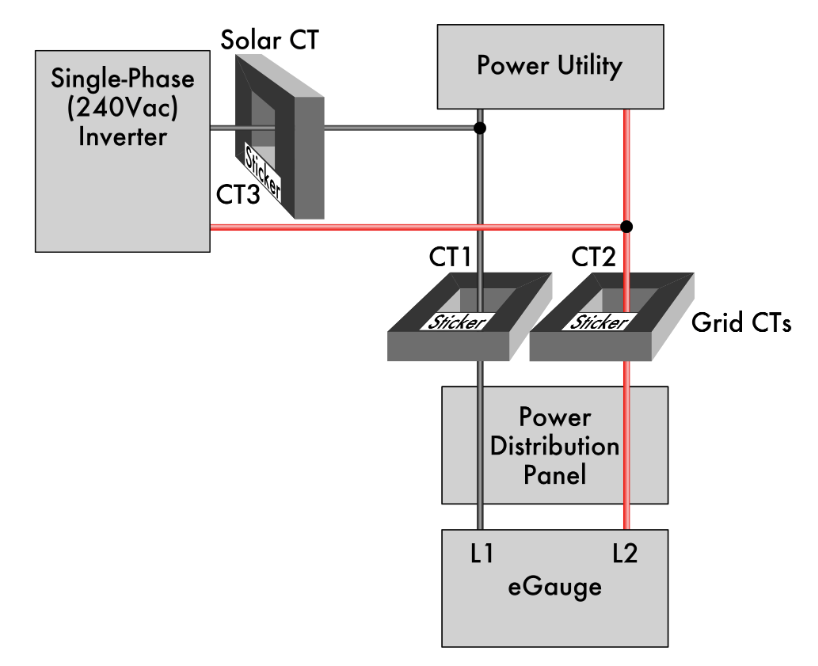 Solar CT
Single-Phase
(240Vac)
Inverter
Sticker
CT3
Power Utility
CT1
CT2
Sticker
Sticker
Grid CTs
Power
Distribution
Panel
L1
L2
eGauge